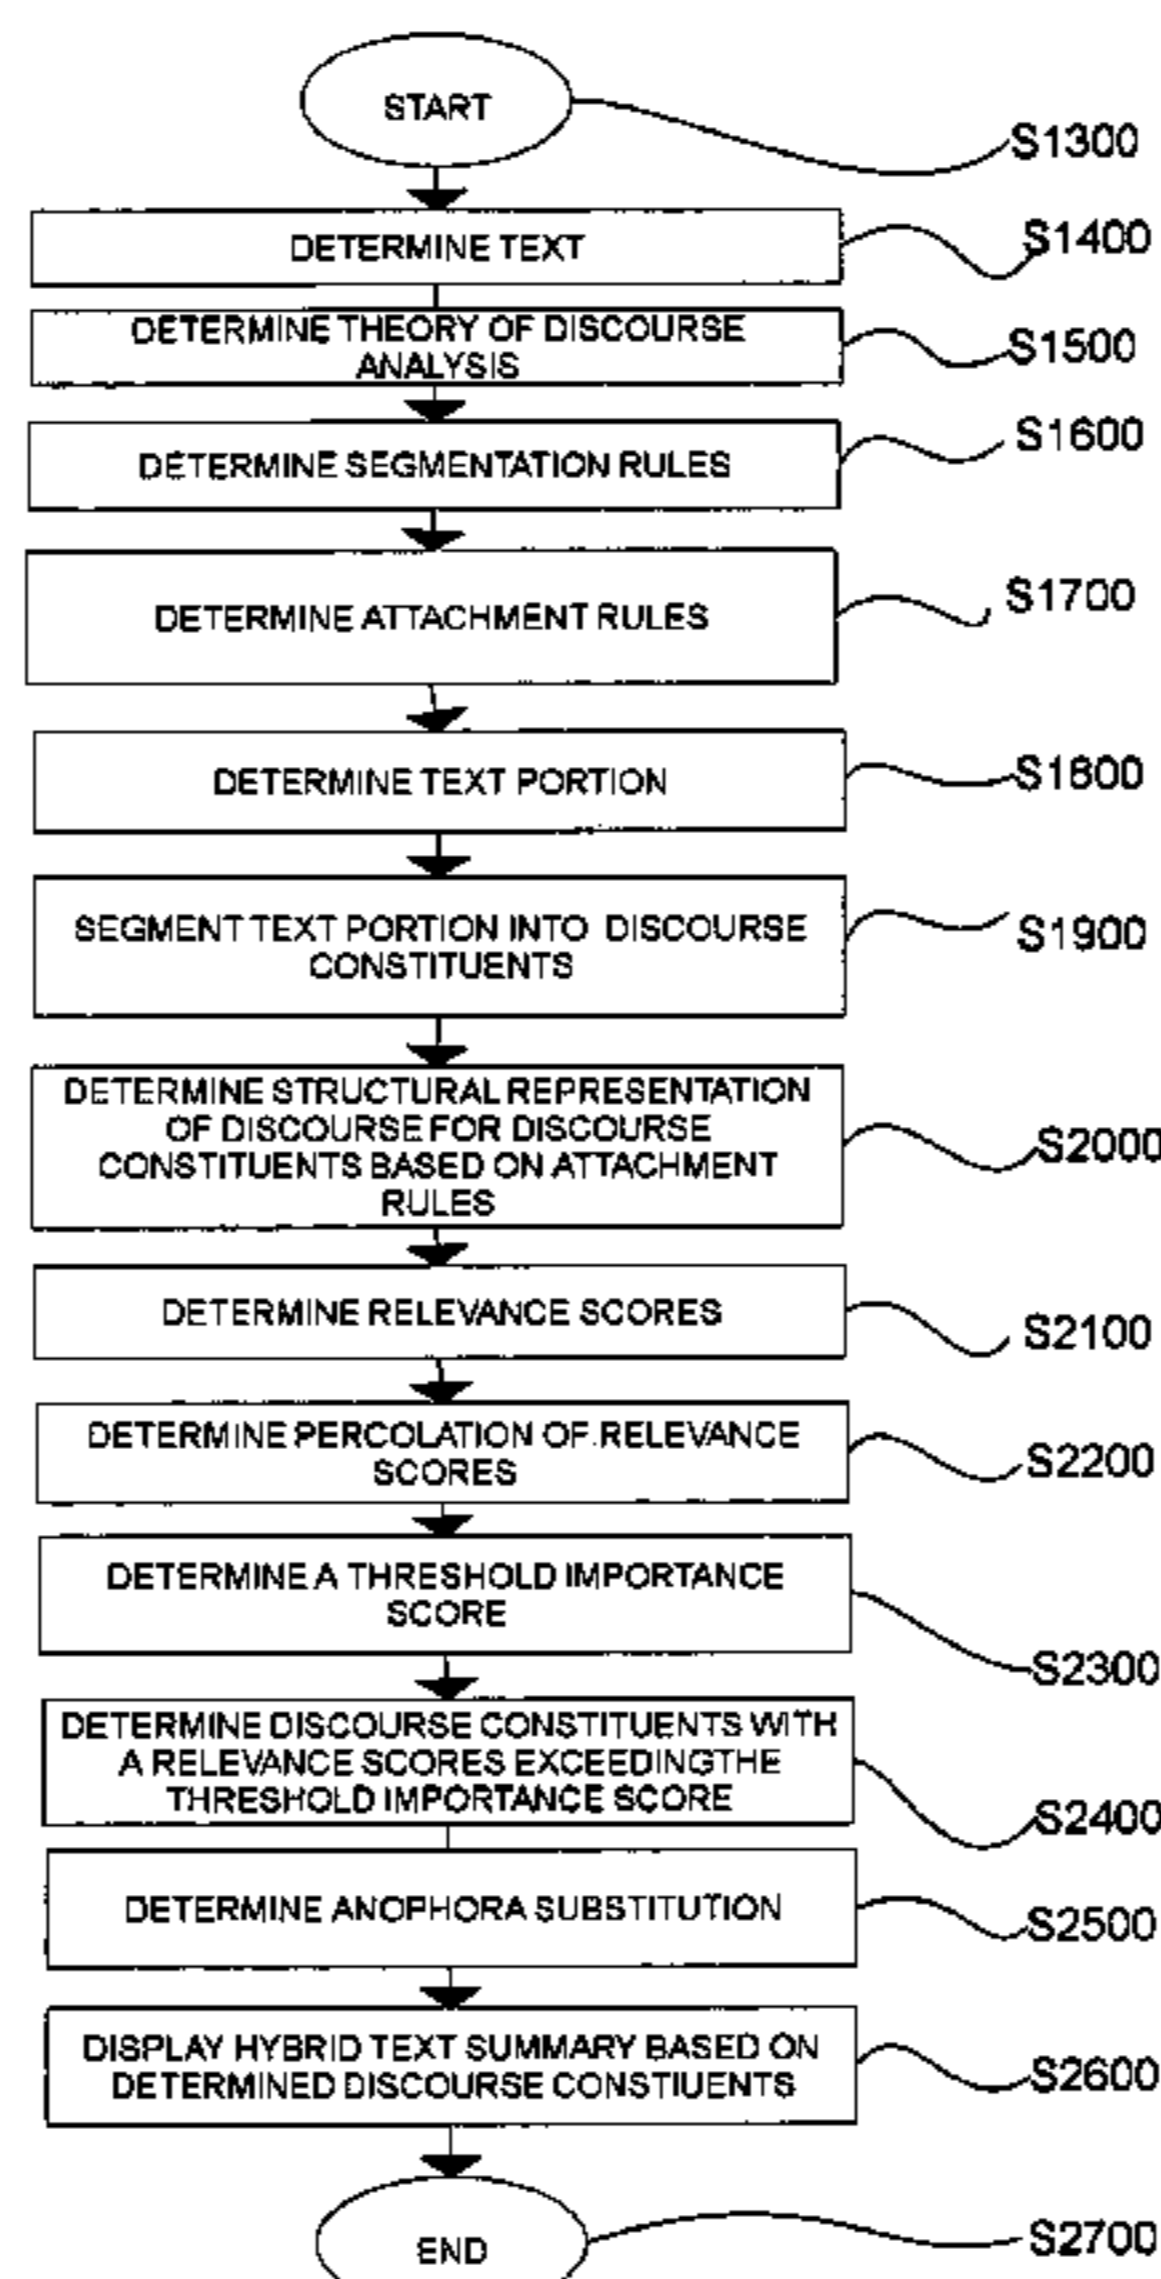 START
S1300
DETERMINE TEXT
S1400
DETERMINE THEORY OF DISCOURSE
ANALYSIS
S1500
DETERMINE SEGMENTATION RULES
S1600
DETERMINE ATTACHMENT RULES
S1700
DETERMINE TEXT PORTION
S1800
SEGMENT TEXT PORTION INTO DISCOURSE
CONSTITUENTS
S1900
DETERMINE STRUCTURAL REPRESENTATION
OF DISCOURSE FOR DISCOURSE
CONSTITUENTS BASED ON ATTACHMENT
RULES
S2000
DETERMINE RELEVANCE SCORES
S2100
DETERMINE PERCOLATION OF RELEVANCE
SCORES
S2200
DETERMINE A THRESHOLD IMPORTANCE
SCORE
S2300
DETERMINE DISCOURSE CONSTITUENTS WITH
A RELEVANCE SCORES EXCEEDINGTHE
THRESHOLD IMPORTANCE SCORE
S2400
DETERMINE ANOPHORA SUBSTITUTION
S2500
DISPLAY HYBRID TEXT SUMMARY BASED ON
DETERMINED DISCOURSE CONSTIUENTS
S2600
END
S2700